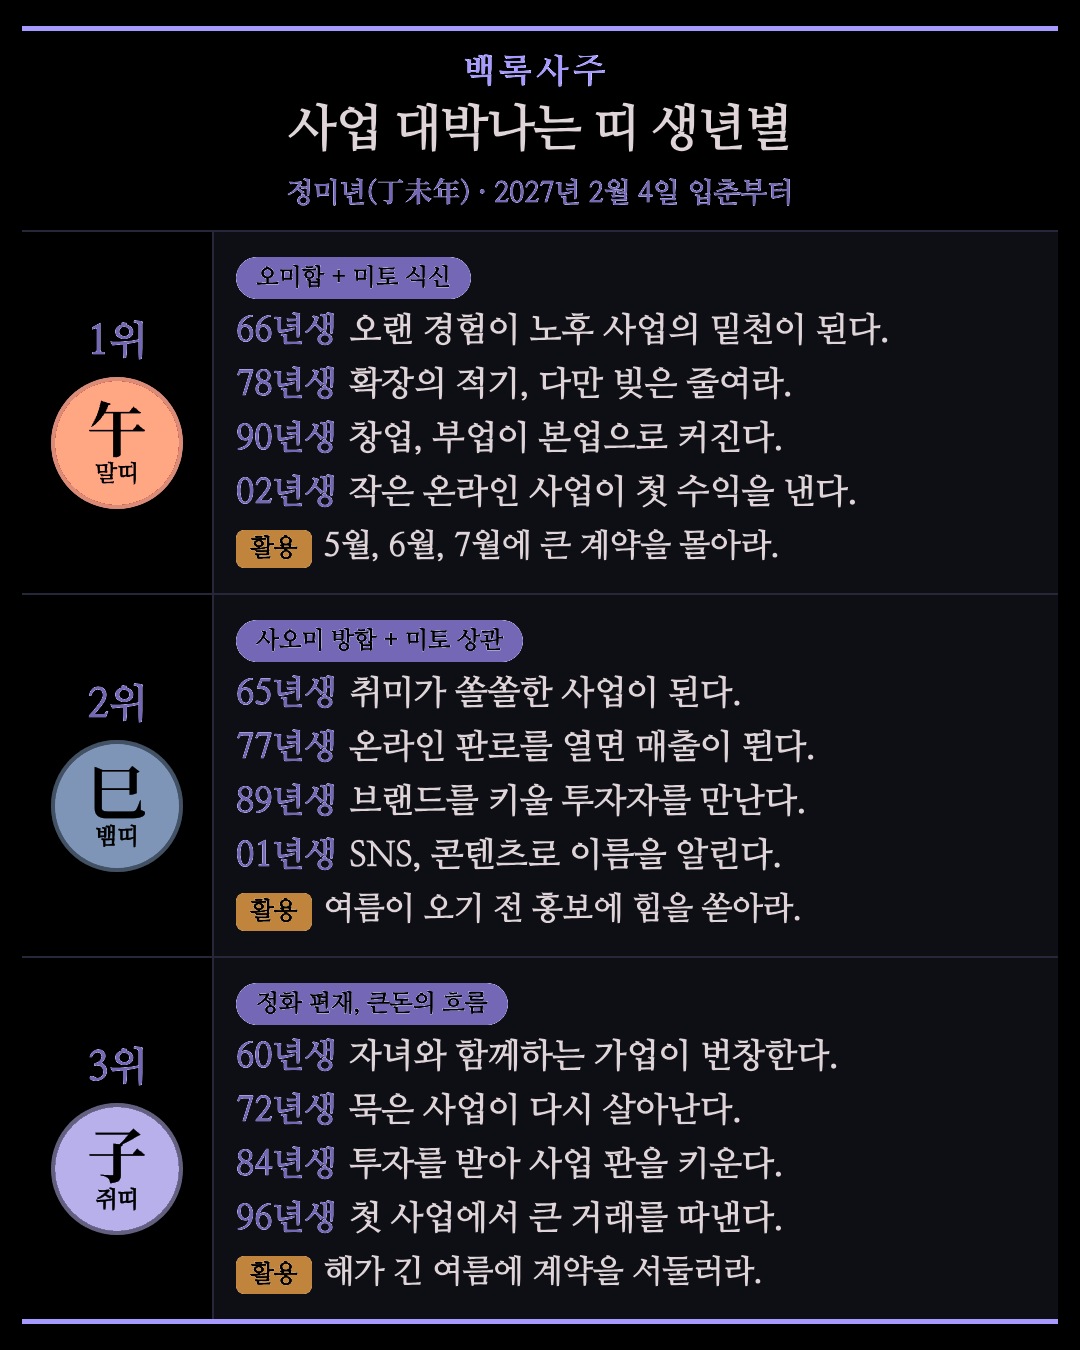 백록사주
사업 대박나는 띠 생년별
정미년(丁未年) · 2027년 2월 4일 입춘부터
1위
午
말띠
오미합 + 미토 식신
66년생 오랜 경험이 노후 사업의 밑천이 된다.
78년생 확장의 적기, 다만 빚은 줄여라.
90년생 창업, 부업이 본업으로 커진다.
02년생 작은 온라인 사업이 첫 수익을 낸다.
활용 5월, 6월, 7월에 큰 계약을 몰아라.
2위
巳
뱀띠
사오미 방합 + 미토 상관
65년생 취미가 쏠쏠한 사업이 된다.
77년생 온라인 판로를 열면 매출이 뛴다.
89년생 브랜드를 키울 투자자를 만난다.
01년생 SNS, 콘텐츠로 이름을 알린다.
활용 여름이 오기 전 홍보에 힘을 쏟아라.
3위
子
쥐띠
정화 편재, 큰돈의 흐름
60년생 자녀와 함께하는 가업이 번창한다.
72년생 묵은 사업이 다시 살아난다.
84년생 투자를 받아 사업 판을 키운다.
96년생 첫 사업에서 큰 거래를 따낸다.
활용 해가 긴 여름에 계약을 서둘러라.